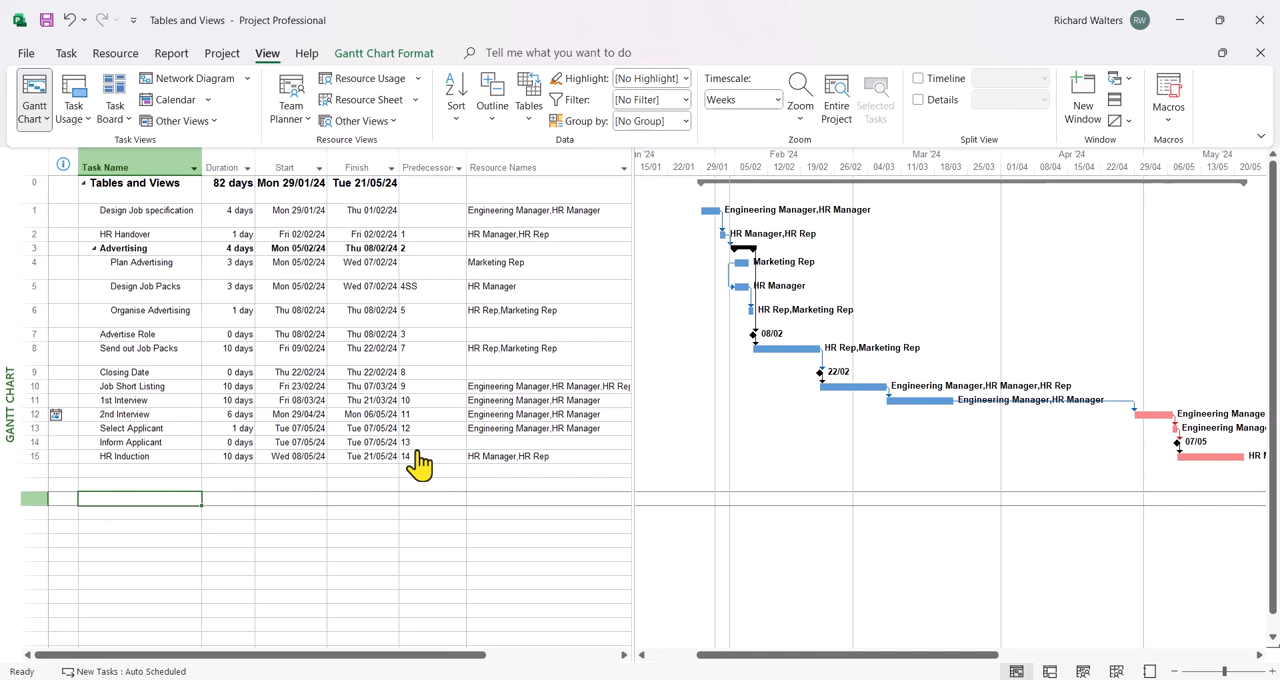 Tables and Views - Project Professional
Richard Walters RW
File Task Resource Report Project View Help Gantt Chart Format Tell me what you want to do
Gantt Chart
Task Usage
Task Board
Network Diagram
Calendar
Other Views
Task Views
Team Planner
Resource Usage
Resource Sheet
Other Views
Resource Views
Sort
Outline
Tables
Highlight: [No Highlight]
Filter: [No Filter]
Group by: [No Group]
Data
Timescale:
Weeks
Zoom
Entire Project
Selected Tasks
Zoom
Timeline
Details
Split View
New Window
Window
Macros
Macros
Task Name Duration Start Finish Predecessor: Resource Names
0 Tables and Views 82 days Mon 29/01/24 Tue 21/05/24
1 Design Job specification 4 days Mon 29/01/24 Thu 01/02/24 Engineering Manager,HR Manager
2 HR Handover 1 day Fri 02/02/24 Fri 02/02/24 1 HR Manager,HR Rep
3 Advertising 4 days Mon 05/02/24 Thu 08/02/24 2
4 Plan Advertising 3 days Mon 05/02/24 Wed 07/02/24 Marketing Rep
5 Design Job Packs 3 days Mon 05/02/24 Wed 07/02/24 4SS HR Manager
6 Organise Advertising 1 day Thu 08/02/24 Thu 08/02/24 5 HR Rep,Marketing Rep
7 Advertise Role 0 days Thu 08/02/24 Thu 08/02/24 3
8 Send out Job Packs 10 days Fri 09/02/24 Thu 22/02/24 7 HR Rep,Marketing Rep
9 Closing Date 0 days Thu 22/02/24 Thu 22/02/24 8
10 Job Short Listing 10 days Fri 23/02/24 Thu 07/03/24 9 Engineering Manager,HR Manager,HR Rep
11 1st Interview 10 days Fri 08/03/24 Thu 21/03/24 10 Engineering Manager,HR Manager
12 2nd Interview 6 days Mon 29/04/24 Mon 06/05/24 11 Engineering Manager,HR Manager
13 Select Applicant 1 day Tue 07/05/24 Tue 07/05/24 12 Engineering Manager,HR Manager
14 Inform Applicant 0 days Tue 07/05/24 Tue 07/05/24 13
15 HR Induction 10 days Wed 08/05/24 Tue 21/05/24 14 HR Manager,HR Rep
GANTT CHART
n '24 Feb '24 Mar '24 Apr '24 May '24
15/01 22/01 29/01 05/02 12/02 19/02 26/02 04/03 11/03 18/03 25/03 01/04 08/04 15/04 22/04 29/04 06/05 13/05 20/05
Engineering Manager,HR Manager
HR Manager,HR Rep
Marketing Rep
HR Manager
HR Rep,Marketing Rep
08/02
HR Rep,Marketing Rep
22/02
Engineering Manager,HR Manager,HR Rep
Engineering Manager,HR Manager
Engineering Manage
Engineering Manag
07/05
HR M
Ready New Tasks : Auto Scheduled